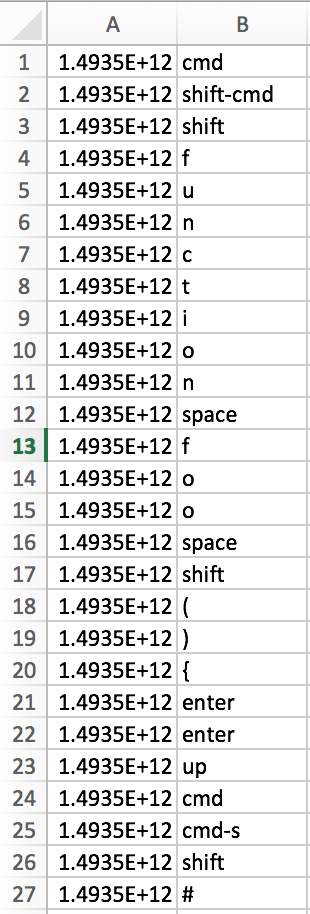 A B
1 1.4935E+12 cmd
2 1.4935E+12 shift-cmd
3 1.4935E+12 shift
4 1.4935E+12 f
5 1.4935E+12 u
6 1.4935E+12 n
7 1.4935E+12 c
8 1.4935E+12 t
9 1.4935E+12 i
10 1.4935E+12 o
11 1.4935E+12 n
12 1.4935E+12 space
13 1.4935E+12 f
14 1.4935E+12 o
15 1.4935E+12 o
16 1.4935E+12 space
17 1.4935E+12 shift
18 1.4935E+12 (
19 1.4935E+12 )
20 1.4935E+12 {
21 1.4935E+12 enter
22 1.4935E+12 enter
23 1.4935E+12 up
24 1.4935E+12 cmd
25 1.4935E+12 cmd-s
26 1.4935E+12 shift
27 1.4935E+12 #